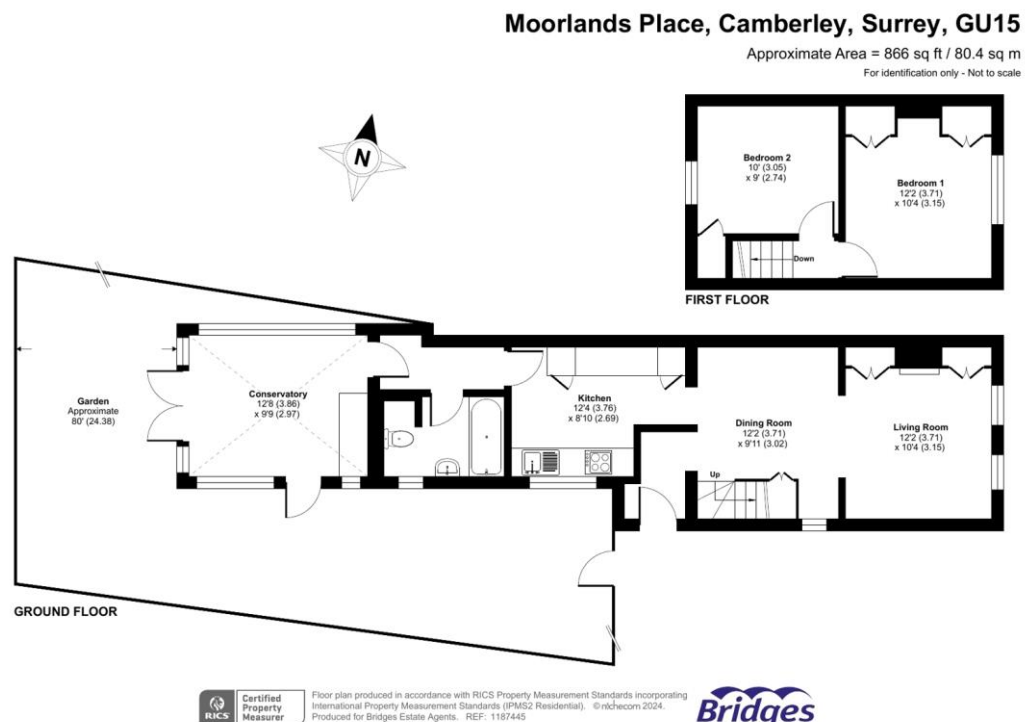 Moorlands Place, Camberley, Surrey, GU15
Approximate Area = 866 sq ft / 80.4 sq m
For identification only - Not to scale
N
Bedroom 2
10' (3.05)
x 9' (2.74)
Bedroom 1
12'2 (3.71)
x 10'4 (3.15)
Down
FIRST FLOOR
Garden
Approximate
80' (24.38)
Conservatory
12'8 (3.86)
x 9'9 (2.97)
Kitchen
12'4 (3.76)
x 8'10 (2.69)
Dining Room
12'2 (3.71)
x 9'11 (3.02)
Living Room
12'2 (3.71)
x 10'4 (3.15)
Up
GROUND FLOOR
RICS
Certified
Property
Measurer
Floor plan produced in accordance with RICS Property Measurement Standards incorporating
International Property Measurement Standards (IPMS2 Residential). © nichecom 2024.
Produced for Bridges Estate Agents. REF: 1187445
Bridges